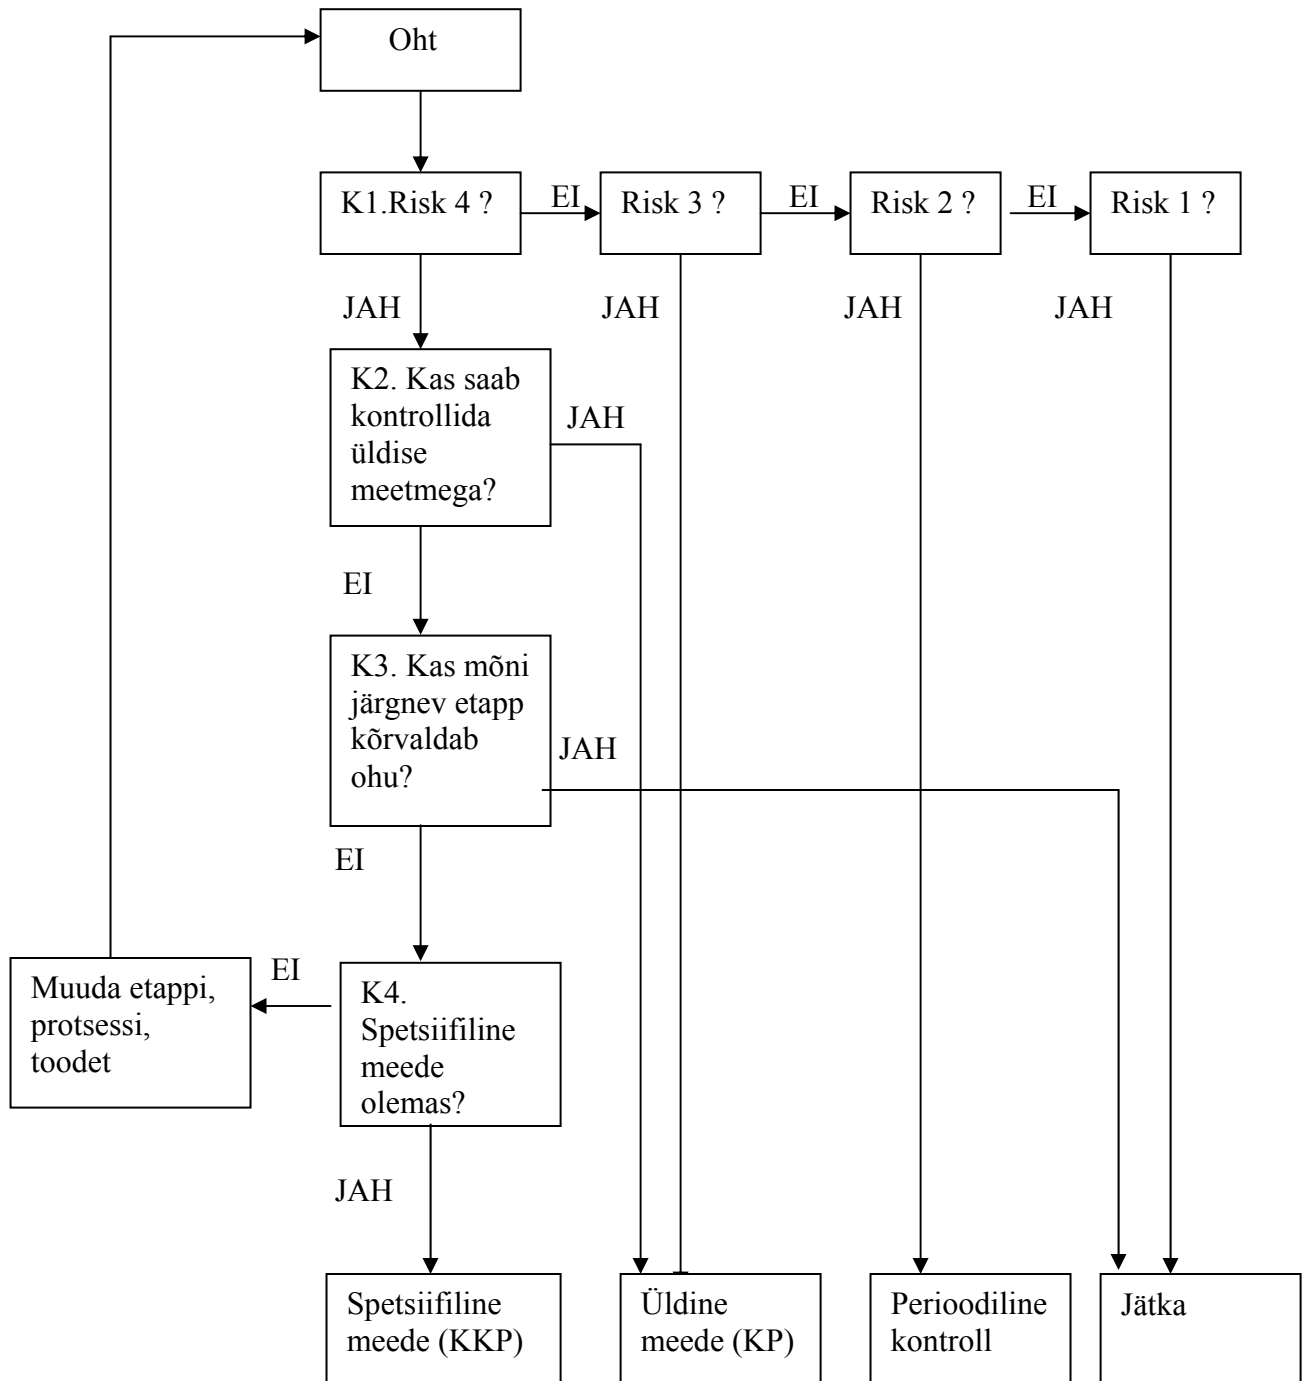 Oht
K1.Risk 4 ?
EI
Risk 3 ?
EI
Risk 2 ?
EI
Risk 1 ?
JAH
JAH
JAH
JAH
K2. Kas saab
kontrollida
üldise
meetmega?
JAH
EI
K3. Kas mõni
järgnev etapp
kõrvaldab
ohu?
JAH
EI
Muuda etappi,
protsessi,
toodet
EI
K4.
Spetsiifiline
meede
olemas?
JAH
Spetsiifiline
meede (KKP)
Üldine
meede (KP)
Perioodiline
kontroll
Jätka